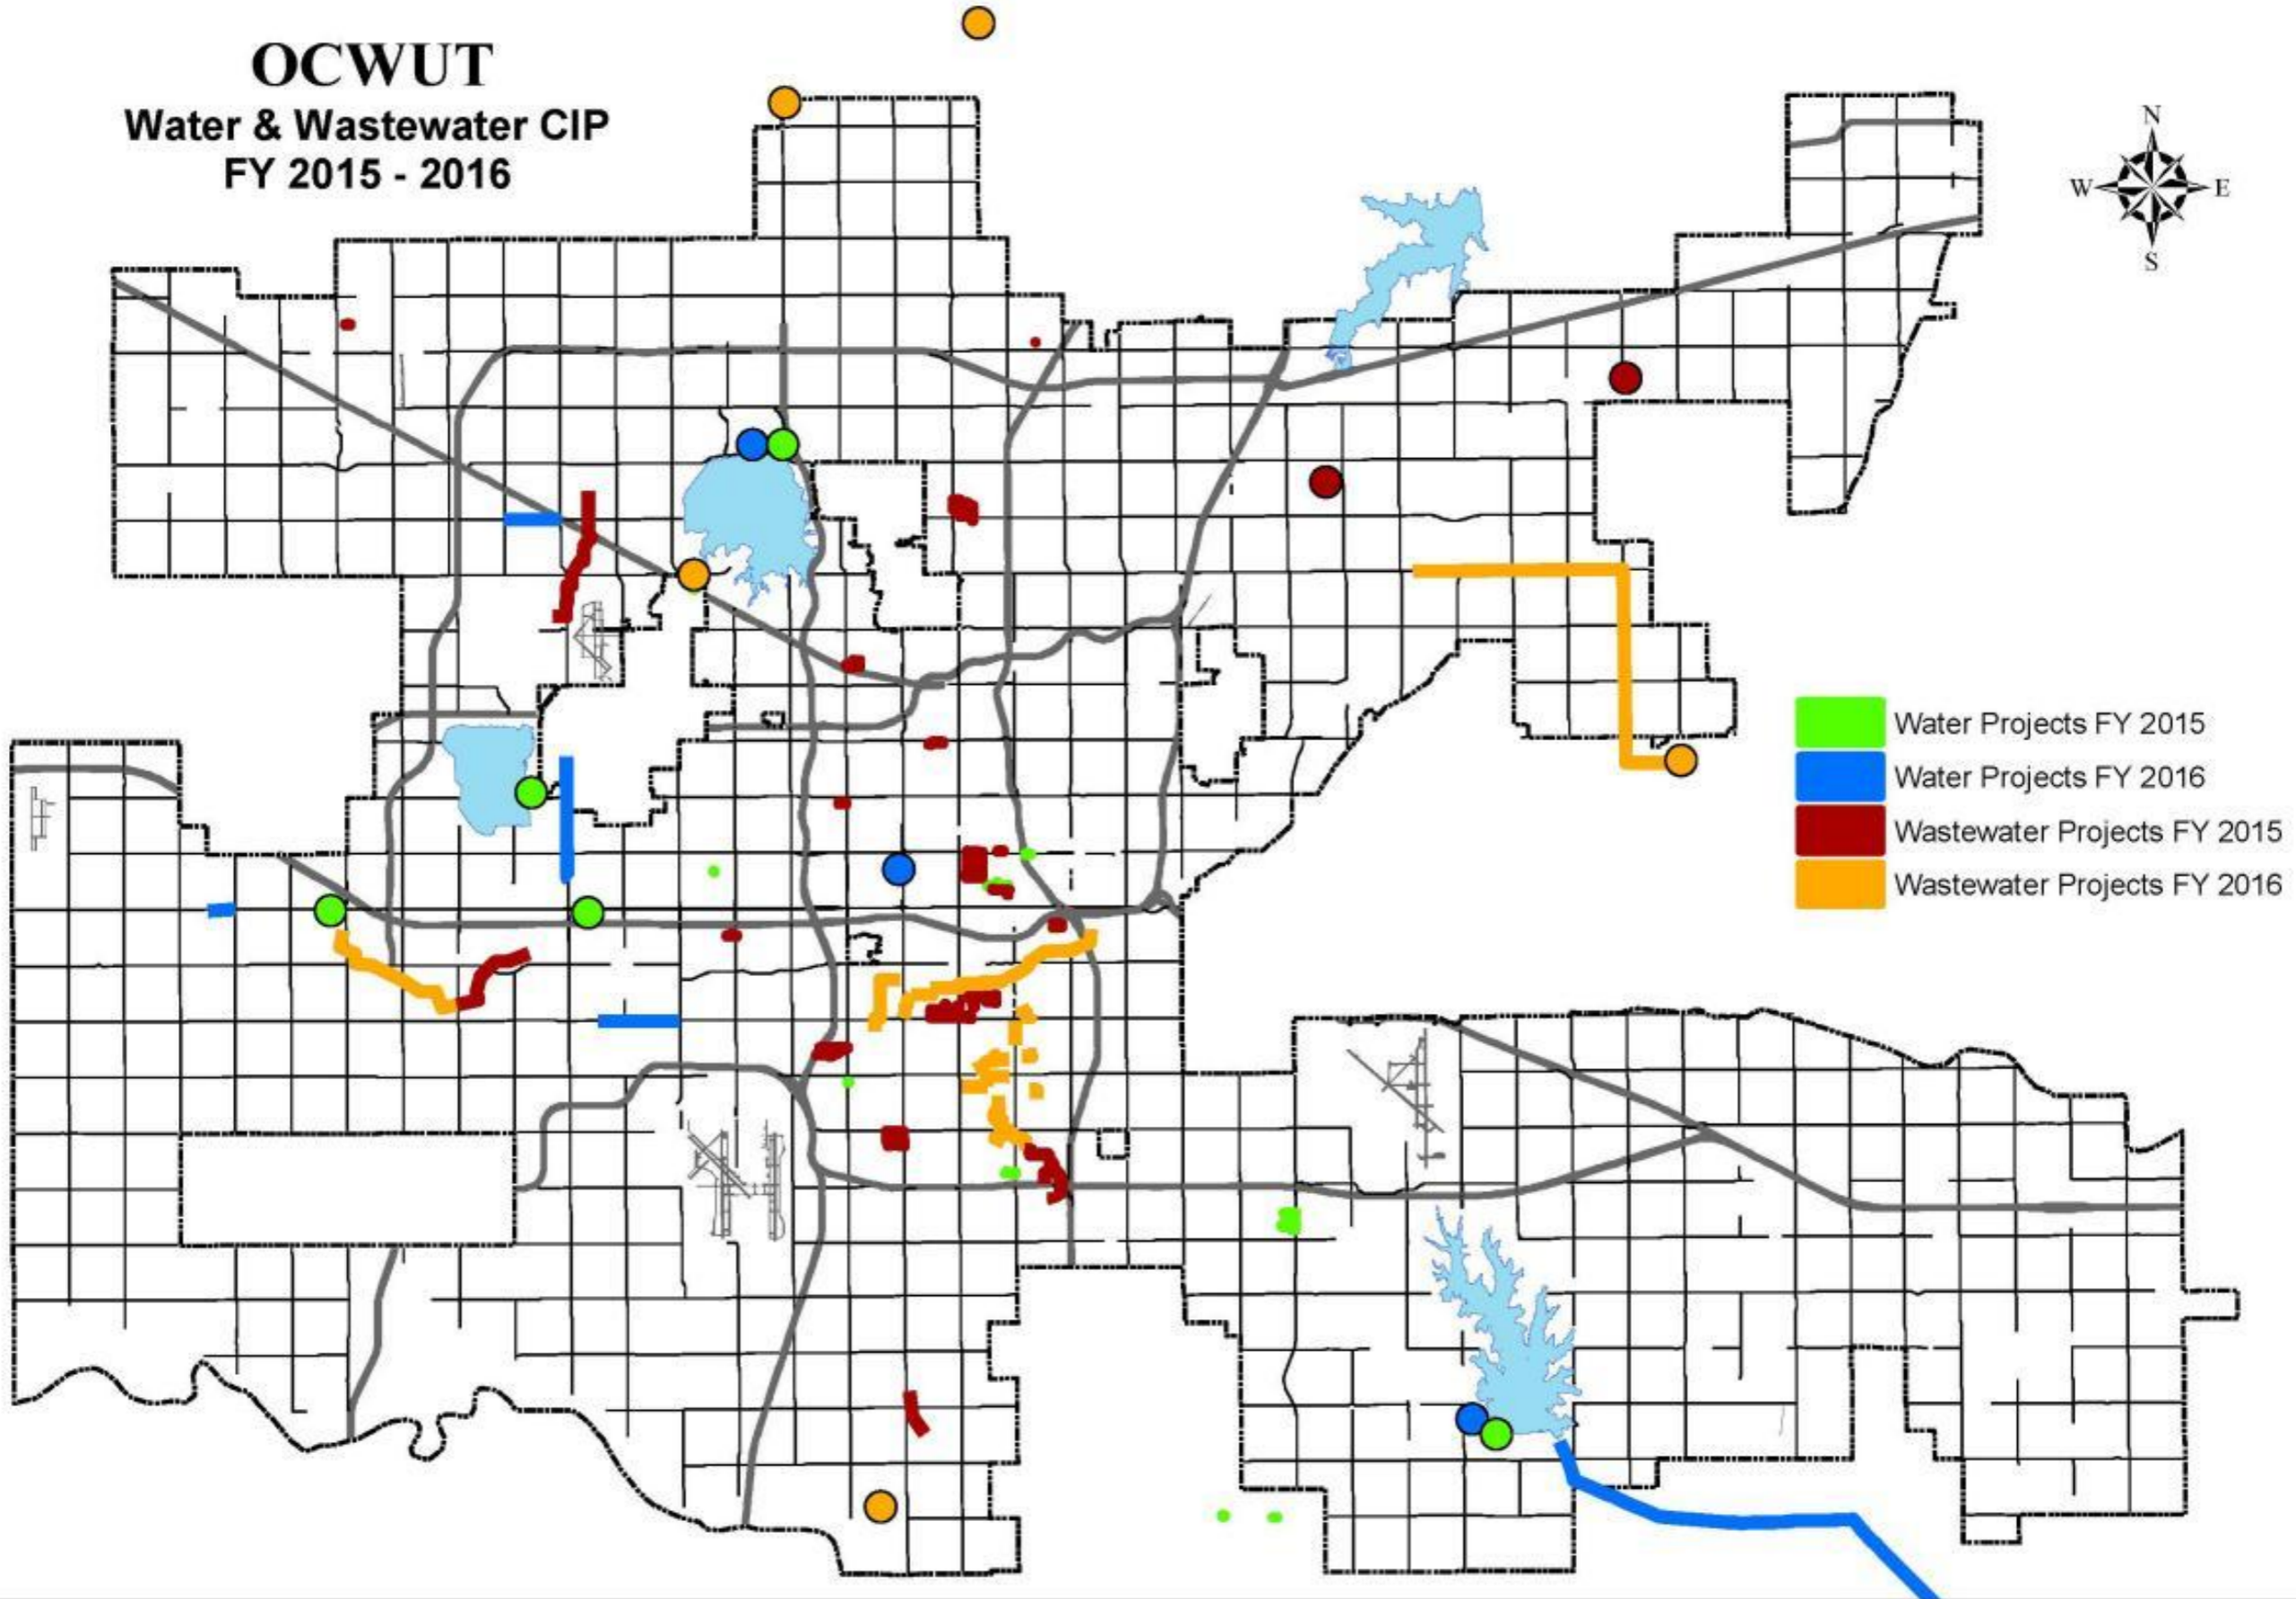 OCWUT
Water & Wastewater CIP
FY 2015 - 2016
N
W E
S
Water Projects FY 2015
Water Projects FY 2016
Wastewater Projects FY 2015
Wastewater Projects FY 2016